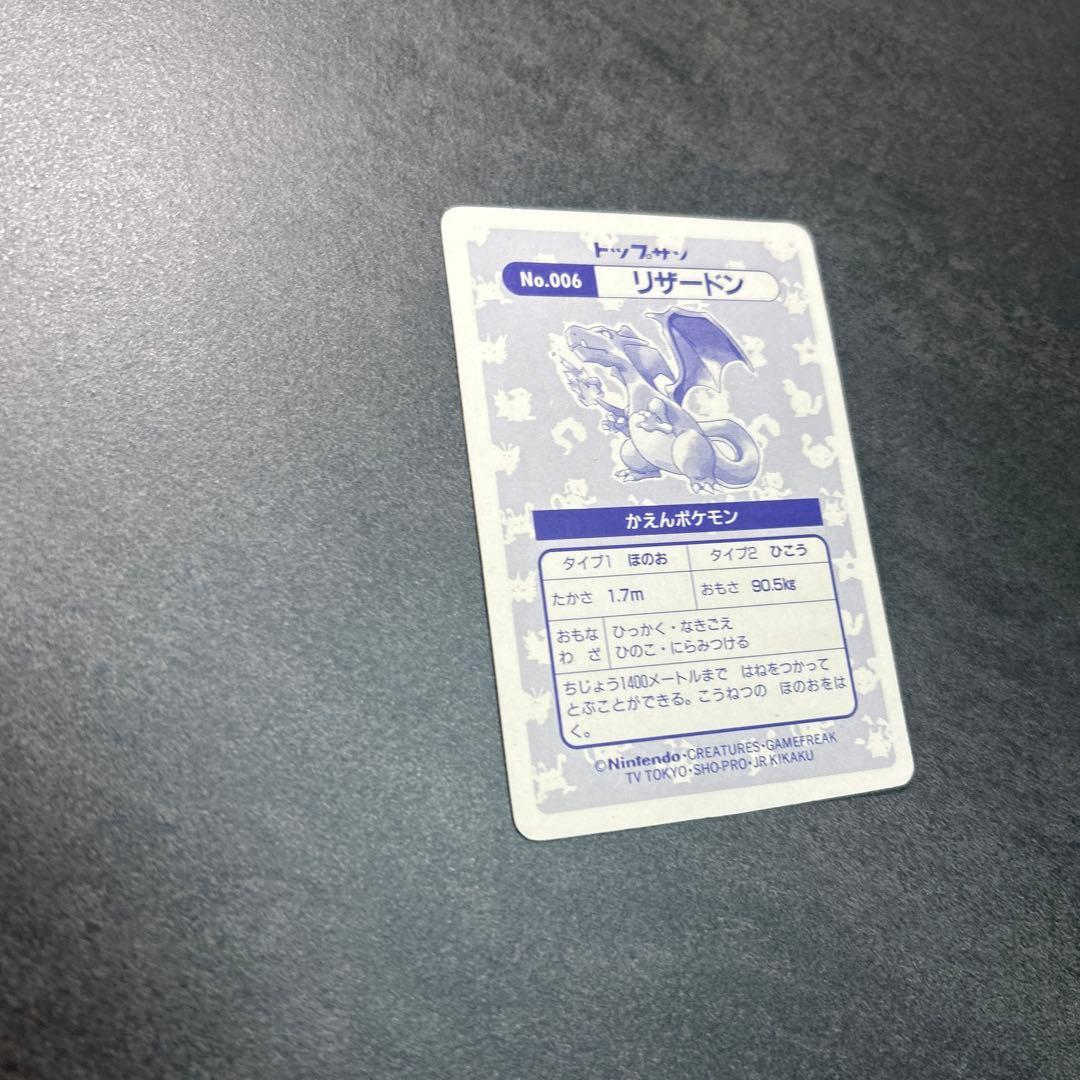 トップサン
No.006 リザードン
かえんポケモン
タイプ1 ほのお タイプ2 ひこう
たかさ 1.7m おもさ 90.5kg
おもな ひっかく・なきごえ
わ ざ ひのこ・にらみつける
ちじょう1400メートルまで はねをつかって
とぶことができる。こうねつの ほのおをは
く。
©Nintendo・CREATURES・GAMEFREAK
TV TOKYO・SHO-PRO・JR KIKAKU